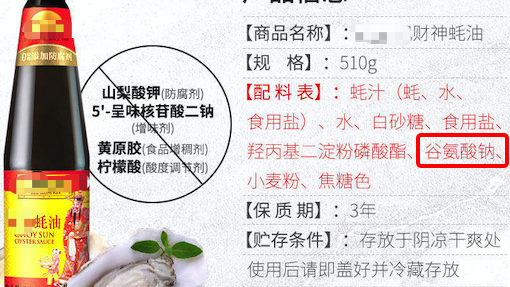 0%添加防腐剂
蚝油
OYSTER SAUCE
山梨酸钾(防腐剂)
5'-呈味核苷酸二钠
(增味剂)
黄原胶(食品增稠剂)
柠檬酸(酸度调节剂)
【商品名称】:财神蚝油
【规 格】: 510g
【配 料 表】: 蚝汁(蚝、水、
食用盐)、水、白砂糖、食用盐、
羟丙基二淀粉磷酸酯、谷氨酸钠、
小麦粉、焦糖色
【保 质 期】: 3年
【贮存条件】: 存放于阴凉干爽处
使用后请即盖好并冷藏存放